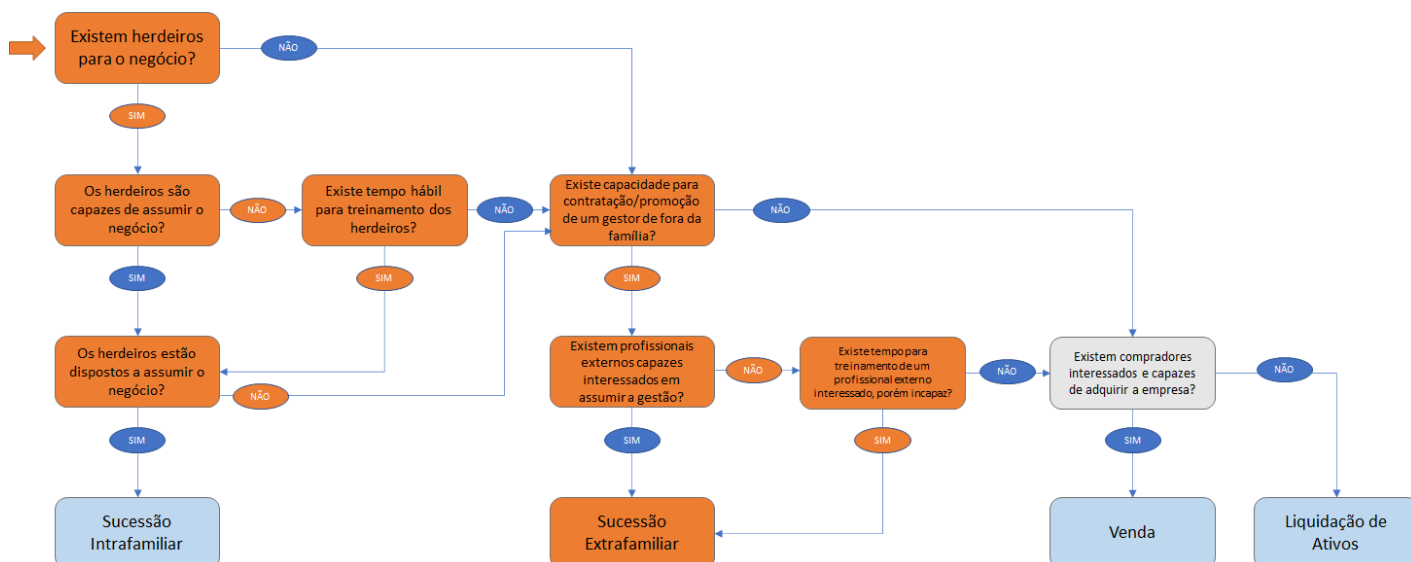 Existem herdeiros
para o negócio?
NÃO
SIM
Os herdeiros são
capazes de assumir o
negócio?
NÃO
Existe tempo hábil
para treinamento dos
herdeiros?
NÃO
Existe capacidade para
contratação/promoção
de um gestor de fora da
família?
NÃO
SIM
SIM
SIM
Os herdeiros estão
dispostos a assumir o
negócio?
NÃO
Existem profissionais
externos capazes
interessados em
assumir a gestão?
NÃO
Existe tempo para
treinamento de um
profissional externo
interessado, porém incapaz?
NÃO
Existem compradores
interessados e capazes
de adquirir a empresa?
NÃO
SIM
SIM
SIM
SIM
Sucessão
Intrafamiliar
Sucessão
Extrafamiliar
Venda
Liquidação de
Ativos